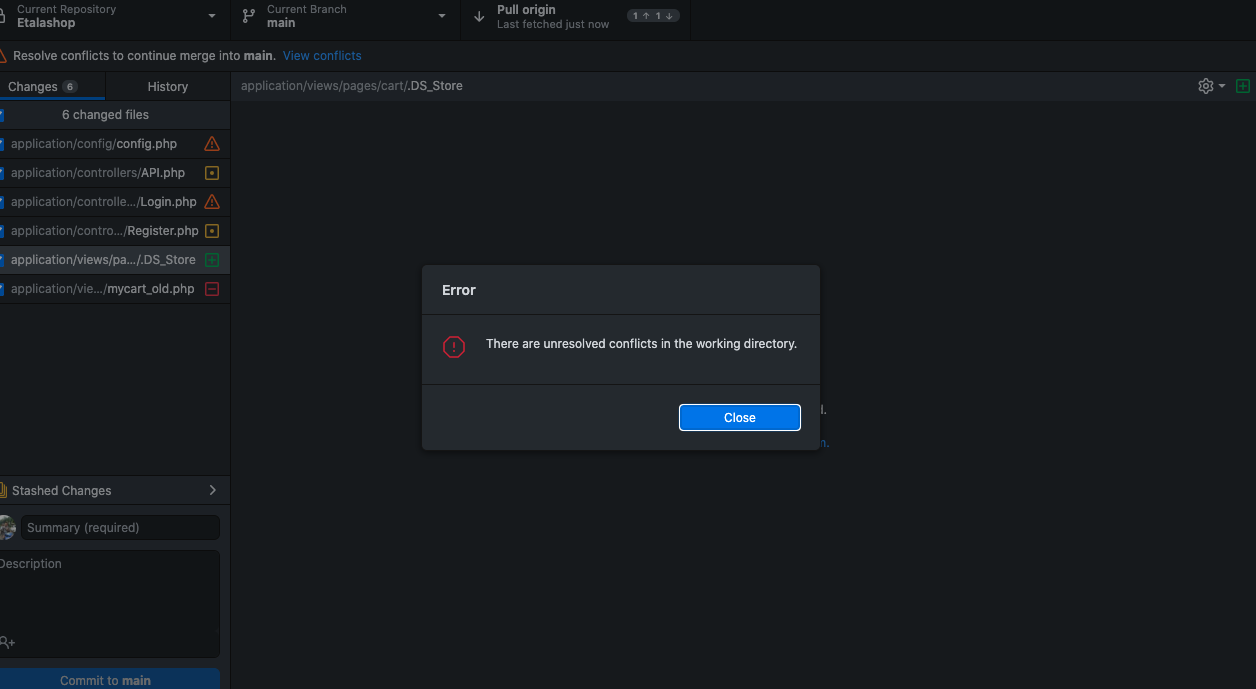 Current Repository
Etalashop
Current Branch
main
Pull origin
Last fetched just now
1 ↑ 1 ↓
Resolve conflicts to continue merge into main. View conflicts
Changes 6
History
application/views/pages/cart/.DS_Store
6 changed files
application/config/config.php
application/controllers/API.php
application/controlle.../Login.php
application/contro.../Register.php
application/views/pa.../.DS_Store
application/vie.../mycart_old.php
Error
There are unresolved conflicts in the working directory.
Close
Stashed Changes
Summary (required)
Description
Commit to main